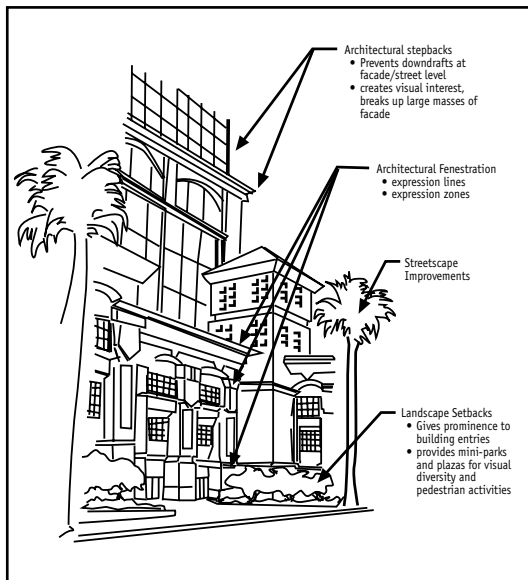 Architectural stepbacks
• Prevents downdrafts at
facade/street level
• creates visual interest,
breaks up large masses of
facade
Architectural Fenestration
• expression lines
• expression zones
Streetscape
Improvements
Landscape Setbacks
• Gives prominence to
building entries
• provides mini-parks
and plazas for visual
diversity and
pedestrian activities